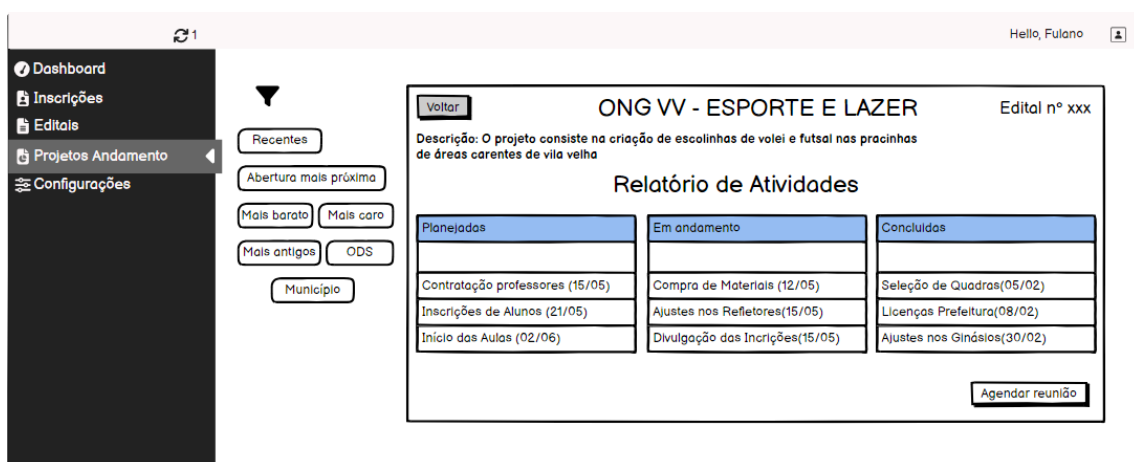 1
Hello, Fulano
Dashboard
Inscrições
Editais
Projetos Andamento
Configurações
Recentes
Abertura mais próxima
Mais barato
Mais caro
Mais antigos
ODS
Município
Voltar
ONG VV - ESPORTE E LAZER
Edital nº xxx
Descrição: O projeto consiste na criação de escolinhas de volei e futsal nas pracinhas
de áreas carentes de vila velha
Relatório de Atividades
Planejadas
Em andamento
Concluidas
Contratação professores (15/05)
Compra de Materiais (12/05)
Seleção de Quadras(05/02)
Inscrições de Alunos (21/05)
Ajustes nos Refletores(15/05)
Licenças Prefeitura(08/02)
Início das Aulas (02/06)
Divulgação das Incrições(15/05)
Ajustes nos Ginásios(30/02)
Agendar reunião